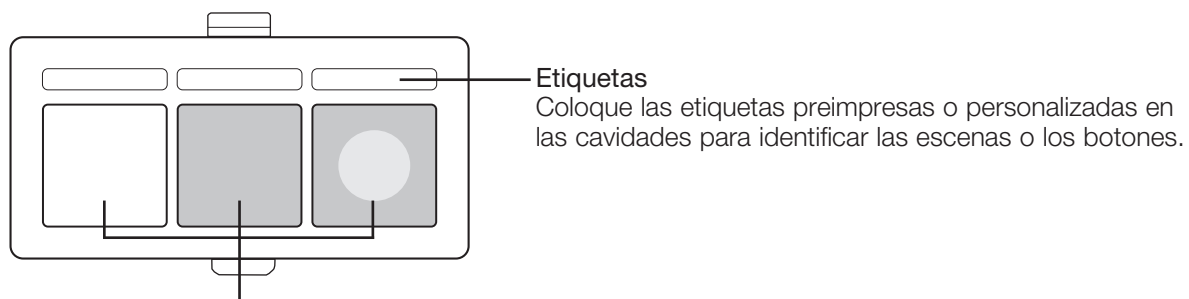 Etiquetas
Coloque las etiquetas preimpresas o personalizadas en
las cavidades para identificar las escenas o los botones.